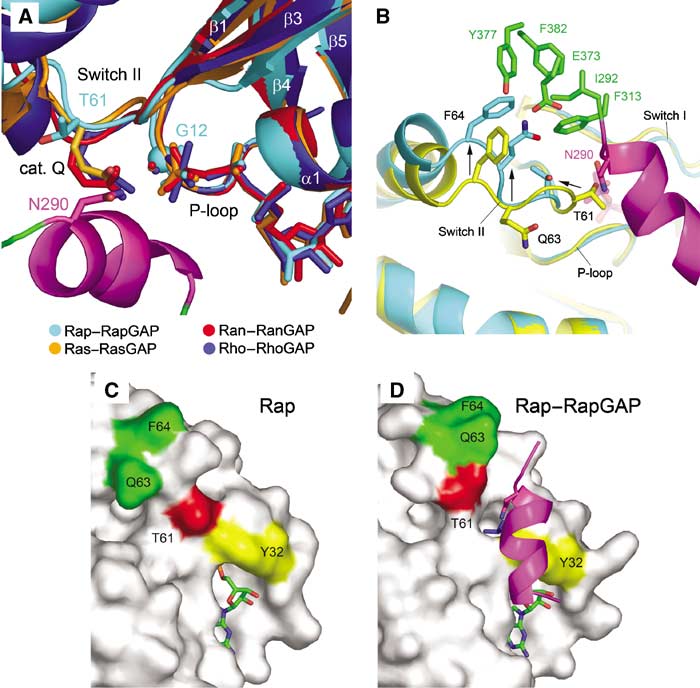 A
β1
β3
β5
Switch II
T61
β4
G12
cat. Q
α1
N290
P-loop
Rap–RapGAP
Ran–RanGAP
Ras–RasGAP
Rho–RhoGAP
B
Y377
F382
E373
I292
F313
F64
Switch I
N290
T61
Switch II
Q63
P-loop
C
Rap
F64
Q63
T61
Y32
D
Rap–RapGAP
F64
Q63
T61
Y32